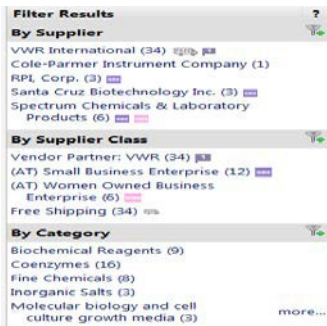 Filter Results ?
By Supplier
VWR International (34)
Cole-Parmer Instrument Company (1)
RPI, Corp. (3)
Santa Cruz Biotechnology Inc. (3)
Spectrum Chemicals & Laboratory
Products (6)
By Supplier Class
Vendor Partner: VWR (34)
(AT) Small Business Enterprise (12)
(AT) Women Owned Business
Enterprise (6)
Free Shipping (34)
By Category
Biochemical Reagents (9)
Coenzymes (16)
Fine Chemicals (8)
Inorganic Salts (3)
Molecular biology and cell
culture growth media (3) more...